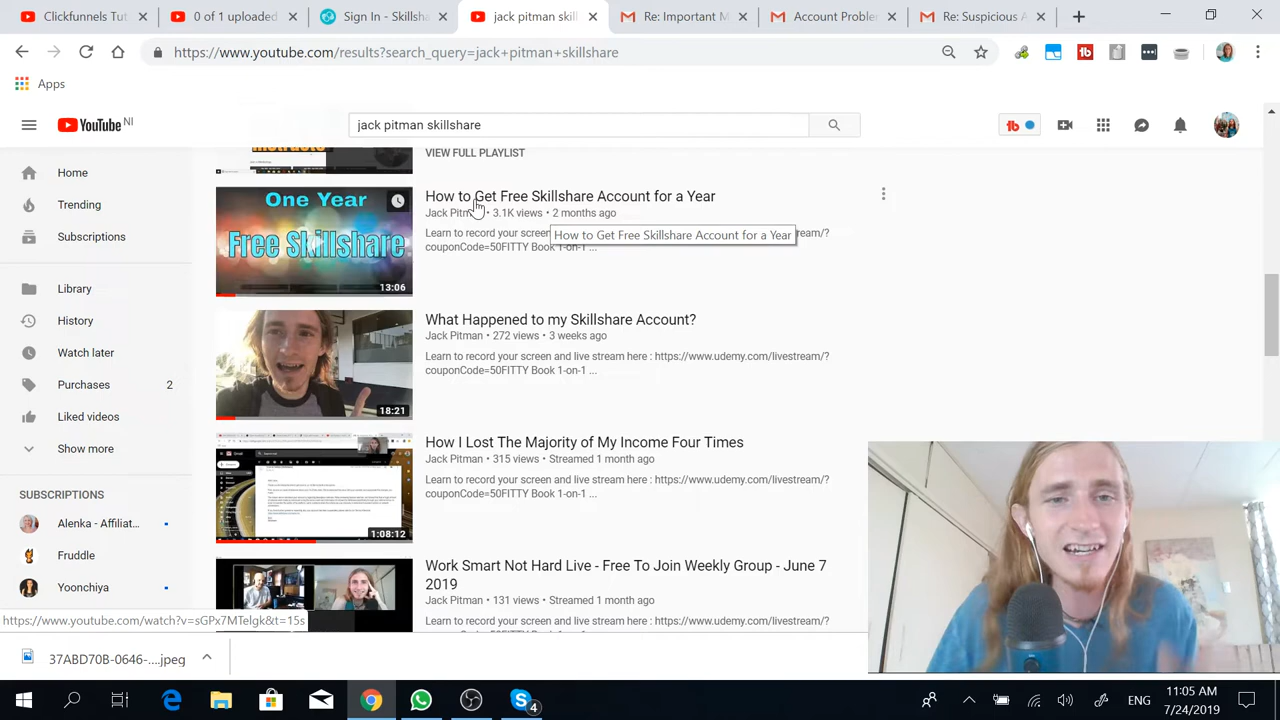 Clickfunnels Tut
0 of 1 uploaded
Sign In - Skillsha
jack pitman skill
Re: Important M
Account Problem
Re: Suspicious A
https://www.youtube.com/results?search_query=jack+pitman+skillshare
Apps
YouTube NI
jack pitman skillshare
VIEW FULL PLAYLIST
Home
Trending
Subscriptions
Library
History
Watch later
Purchases 2
Liked videos
Show more
SUBSCRIPTIONS
Alenka - Affiliat...
Fruddle
Yoonchiya
One Year
Free Skillshare
13:06
How to Get Free Skillshare Account for a Year
Jack Pitm 3.1K views • 2 months ago
Learn to record your screen ream/?
couponCode=50FITTY Book 1-on-1 ...
How to Get Free Skillshare Account for a Year
18:21
What Happened to my Skillshare Account?
Jack Pitman • 272 views • 3 weeks ago
Learn to record your screen and live stream here : https://www.udemy.com/livestream/?
couponCode=50FITTY Book 1-on-1 ...
1:08:12
How I Lost The Majority of My Income Four Times
Jack Pitman • 315 views • Streamed 1 month ago
Learn to record your screen and live stream here : https://www.udemy.com/livestream/?
couponCode=50FITTY Book 1-on-1 ...
Work Smart Not Hard Live - Free To Join Weekly Group - June 7
2019
Jack Pitman • 131 views • Streamed 1 month ago
Learn to record your screen and live stream here : https://www.udemy.com/livestream/?
https://www.youtube.com/watch?v=sGPx7MTelgk&t=15s
37ABD70B-0646-....jpeg
4
ENG
11:05 AM
7/24/2019